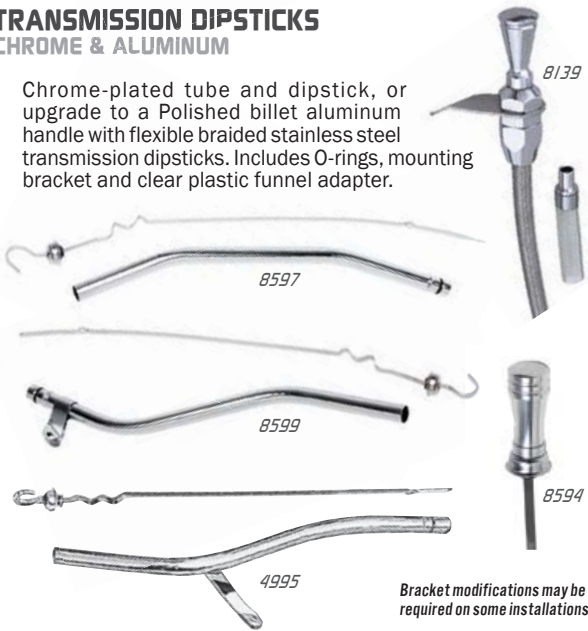 TRANSMISSION DIPSTICKS
CHROME & ALUMINUM
Chrome-plated tube and dipstick, or
upgrade to a Polished billet aluminum
handle with flexible braided stainless steel
transmission dipsticks. Includes O-rings, mounting
bracket and clear plastic funnel adapter.
8139
8597
8599
8594
4995
Bracket modifications may be
required on some installations